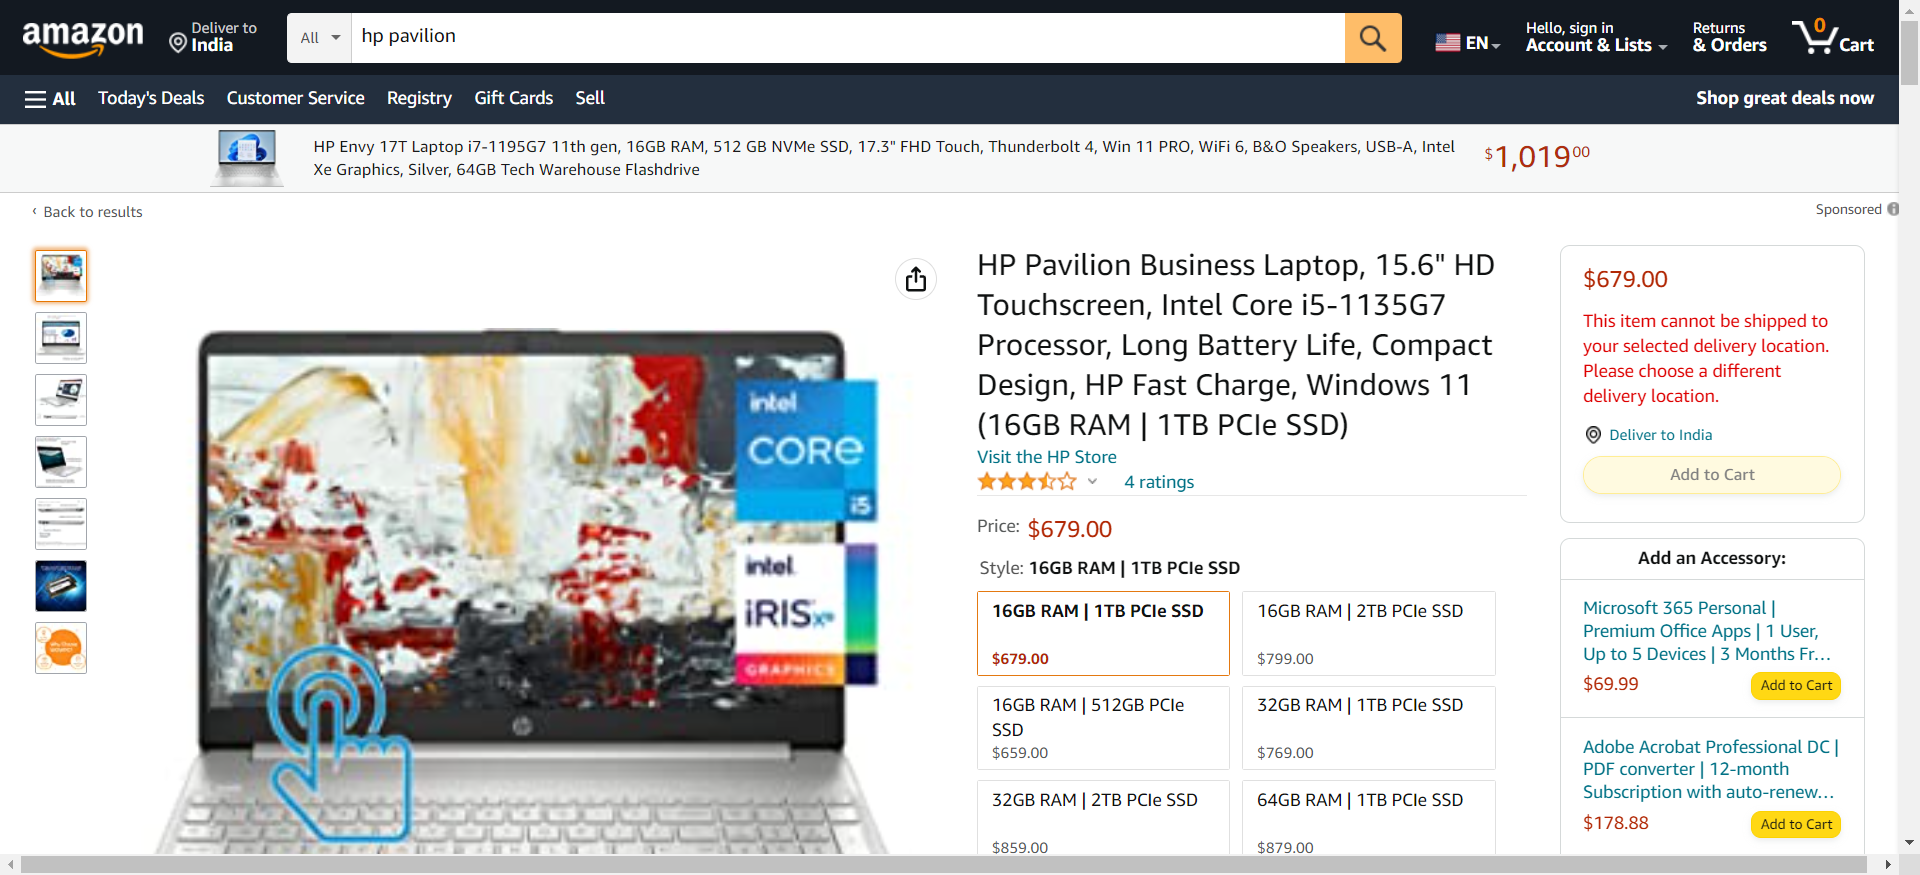 amazon
Deliver to
India
All
hp pavilion
EN
Hello, sign in
Account & Lists
Returns
& Orders
0
Cart
All
Today's Deals
Customer Service
Registry
Gift Cards
Sell
Shop great deals now
HP Envy 17T Laptop i7-1195G7 11th gen, 16GB RAM, 512 GB NVMe SSD, 17.3" FHD Touch, Thunderbolt 4, Win 11 PRO, WiFi 6, B&O Speakers, USB-A, Intel
Xe Graphics, Silver, 64GB Tech Warehouse Flashdrive
$1,019.00
‹ Back to results
Sponsored
intel
CORE
i5
intel
iRIS Xe
GRAPHICS
hp
HP Pavilion Business Laptop, 15.6" HD
Touchscreen, Intel Core i5-1135G7
Processor, Long Battery Life, Compact
Design, HP Fast Charge, Windows 11
(16GB RAM | 1TB PCIe SSD)
Visit the HP Store
4 ratings
Price: $679.00
Style: 16GB RAM | 1TB PCIe SSD
16GB RAM | 1TB PCIe SSD
$679.00
16GB RAM | 2TB PCIe SSD
$799.00
16GB RAM | 512GB PCIe
SSD
$659.00
32GB RAM | 1TB PCIe SSD
$769.00
32GB RAM | 2TB PCIe SSD
$859.00
64GB RAM | 1TB PCIe SSD
$879.00
$679.00
This item cannot be shipped to
your selected delivery location.
Please choose a different
delivery location.
Deliver to India
Add to Cart
Add an Accessory:
Microsoft 365 Personal |
Premium Office Apps | 1 User,
Up to 5 Devices | 3 Months Fr…
$69.99
Add to Cart
Adobe Acrobat Professional DC |
PDF converter | 12-month
Subscription with auto-renew…
$178.88
Add to Cart